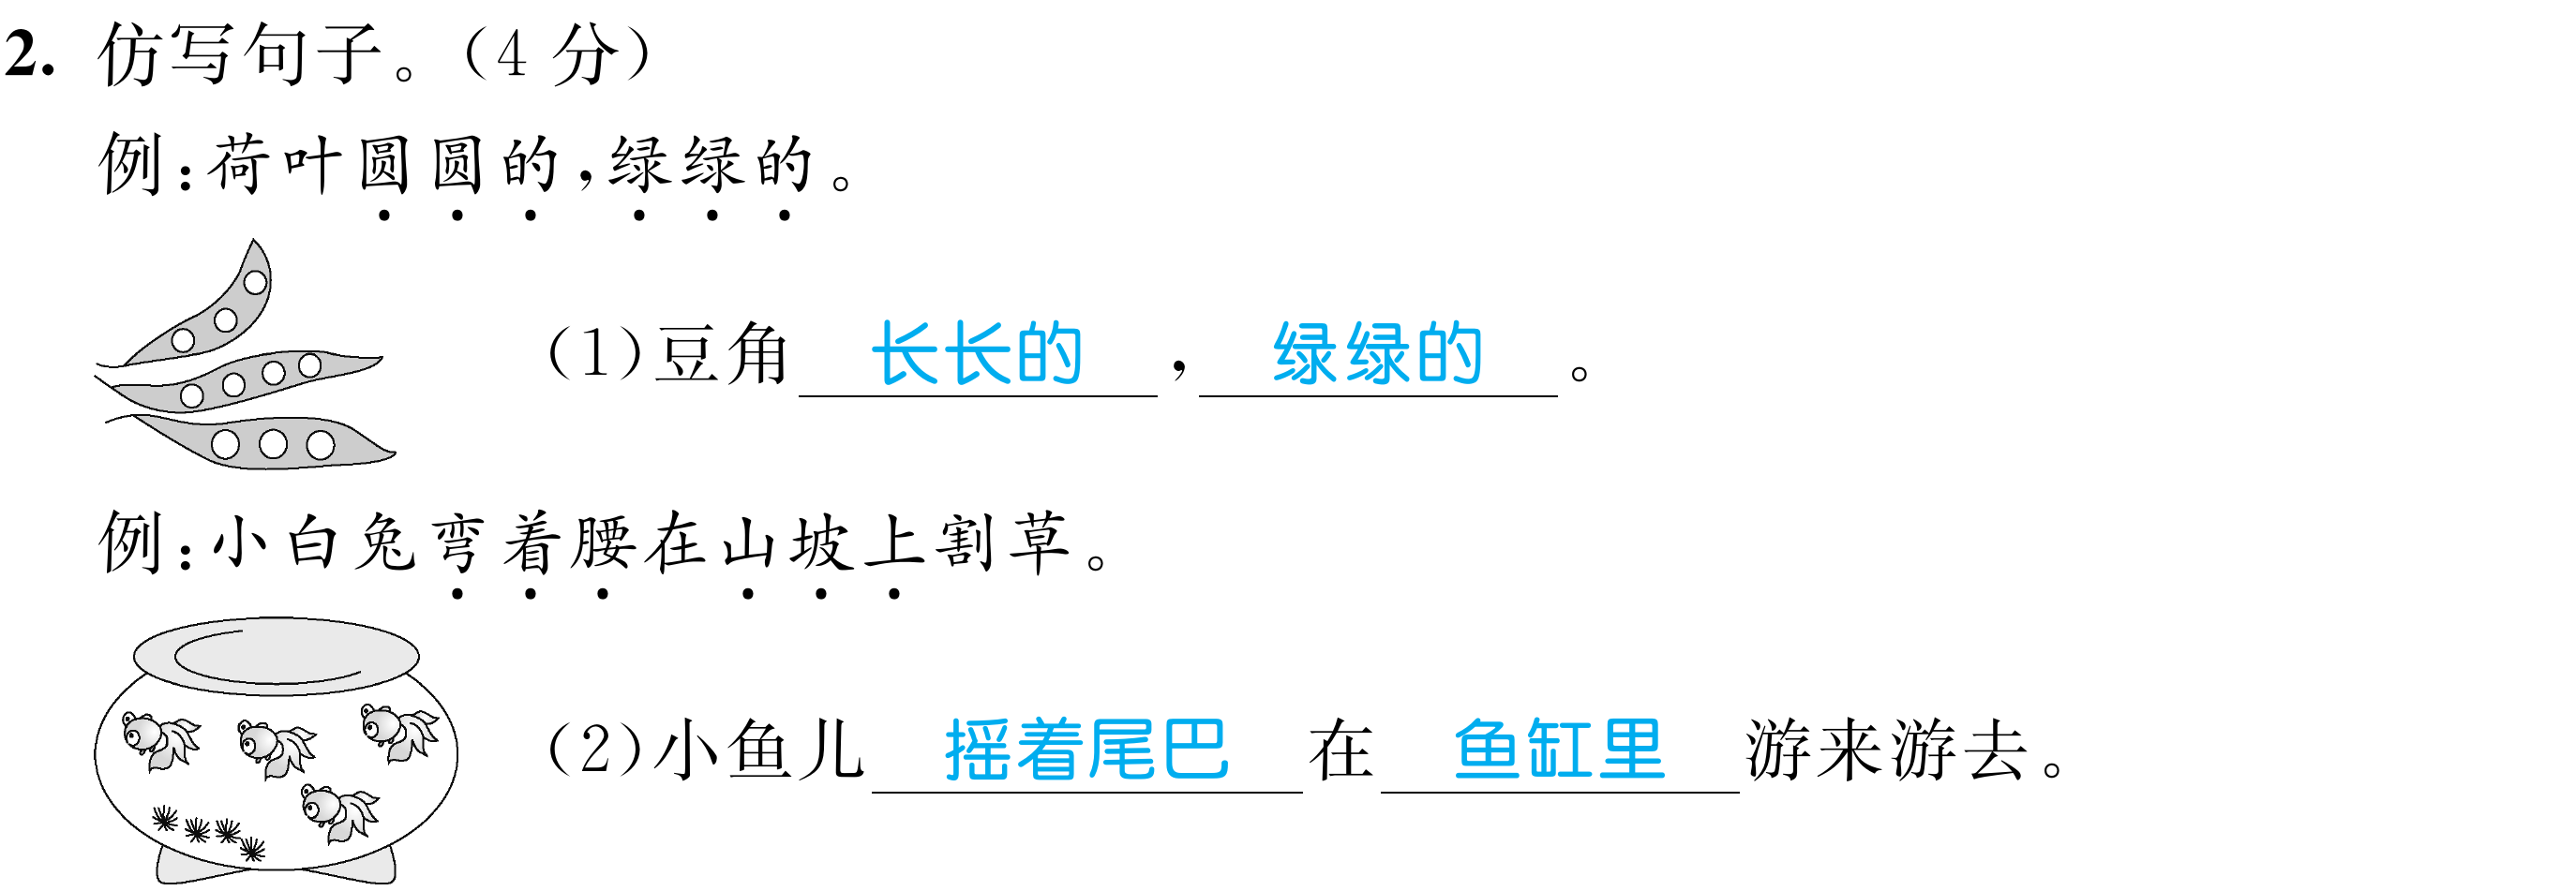 2. 仿写句子。（4 分）
例：荷叶圆圆的，绿绿的。
（1）豆角 长长的 ， 绿绿的 。
例：小白兔弯着腰在山坡上割草。
（2）小鱼儿 摇着尾巴 在 鱼缸里 游来游去。